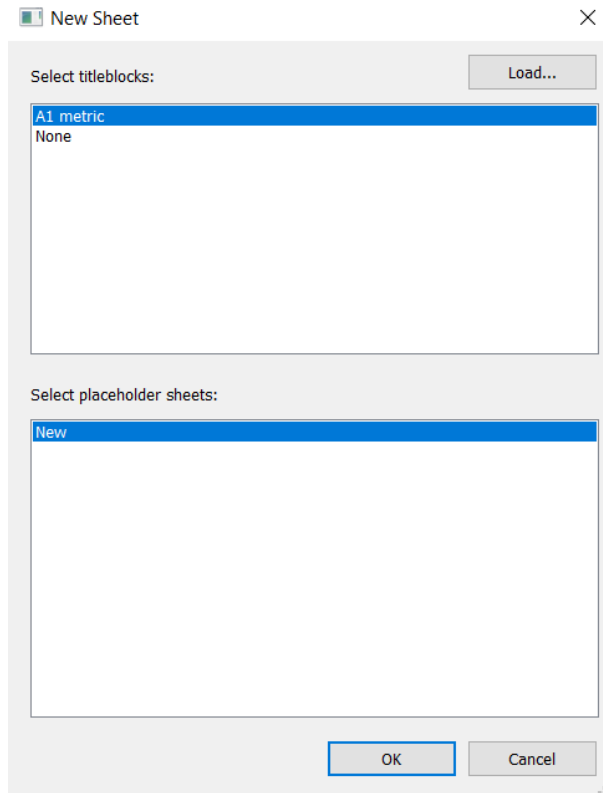 New Sheet
Select titleblocks:
Load...
A1 metric
None
Select placeholder sheets:
New
OK
Cancel